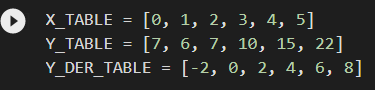 X_TABLE = [0, 1, 2, 3, 4, 5]
Y_TABLE = [7, 6, 7, 10, 15, 22]
Y_DER_TABLE = [-2, 0, 2, 4, 6, 8]